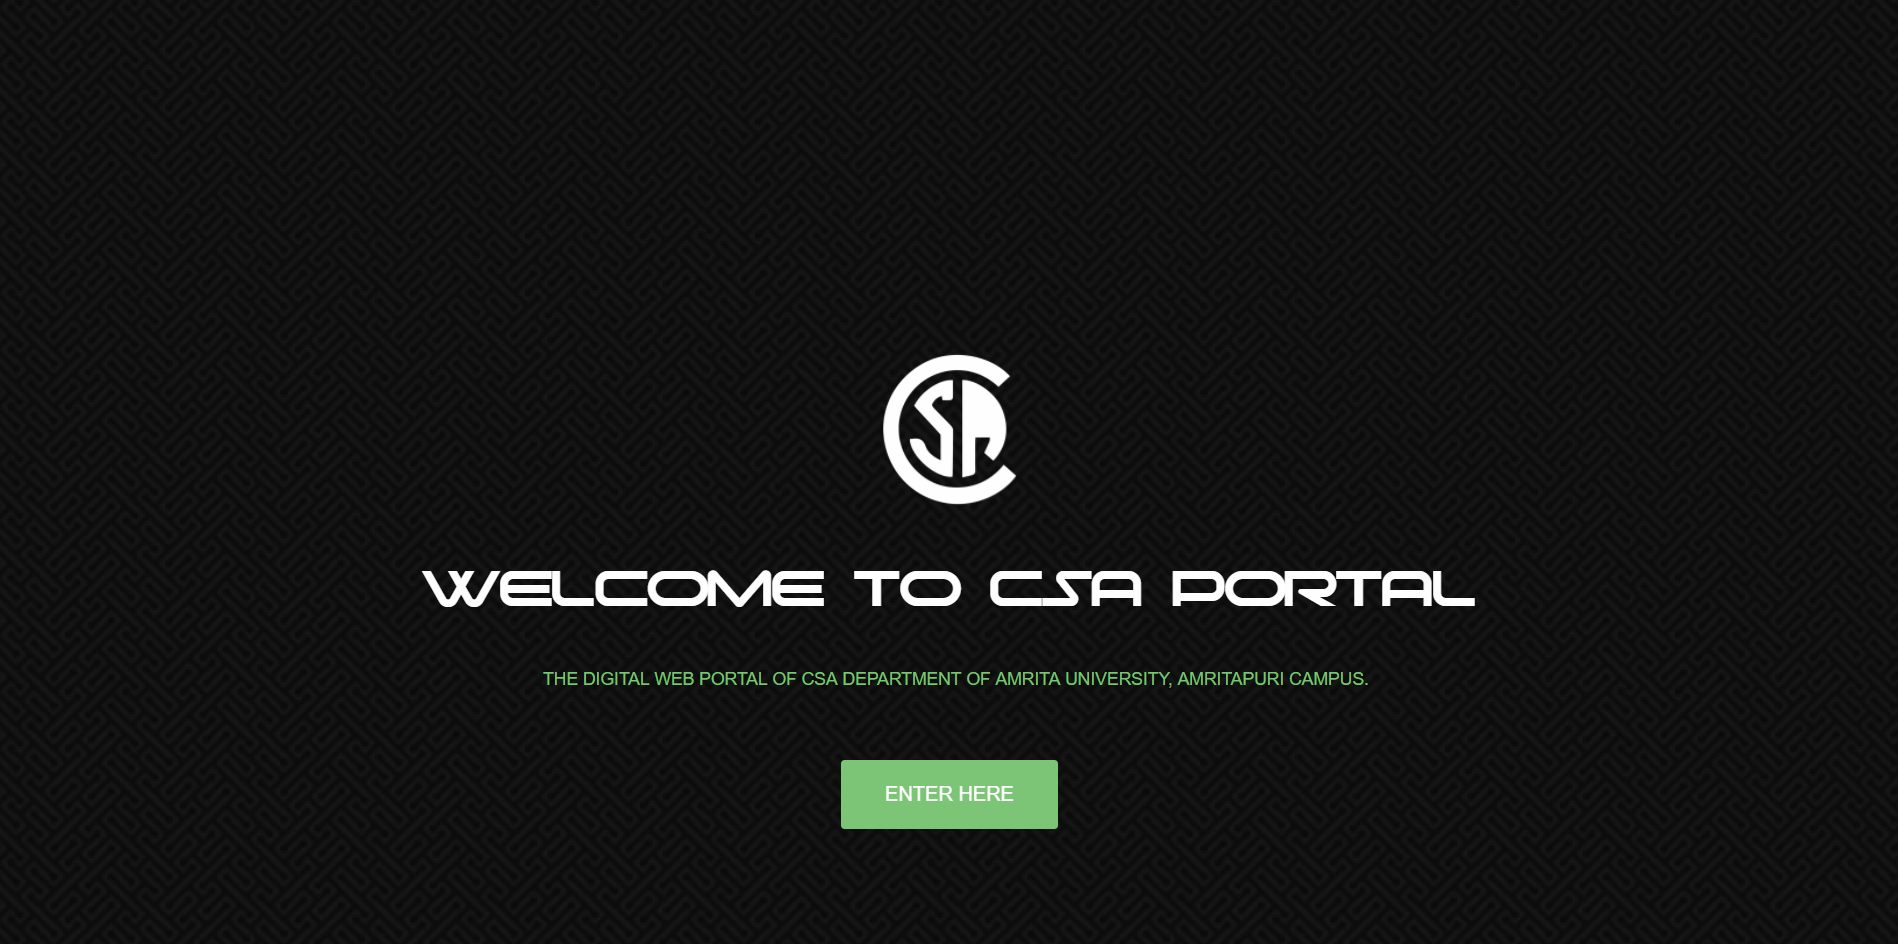 CSA
WELCOME TO CSA PORTAL
THE DIGITAL WEB PORTAL OF CSA DEPARTMENT OF AMRITA UNIVERSITY, AMRITAPURI CAMPUS.
ENTER HERE